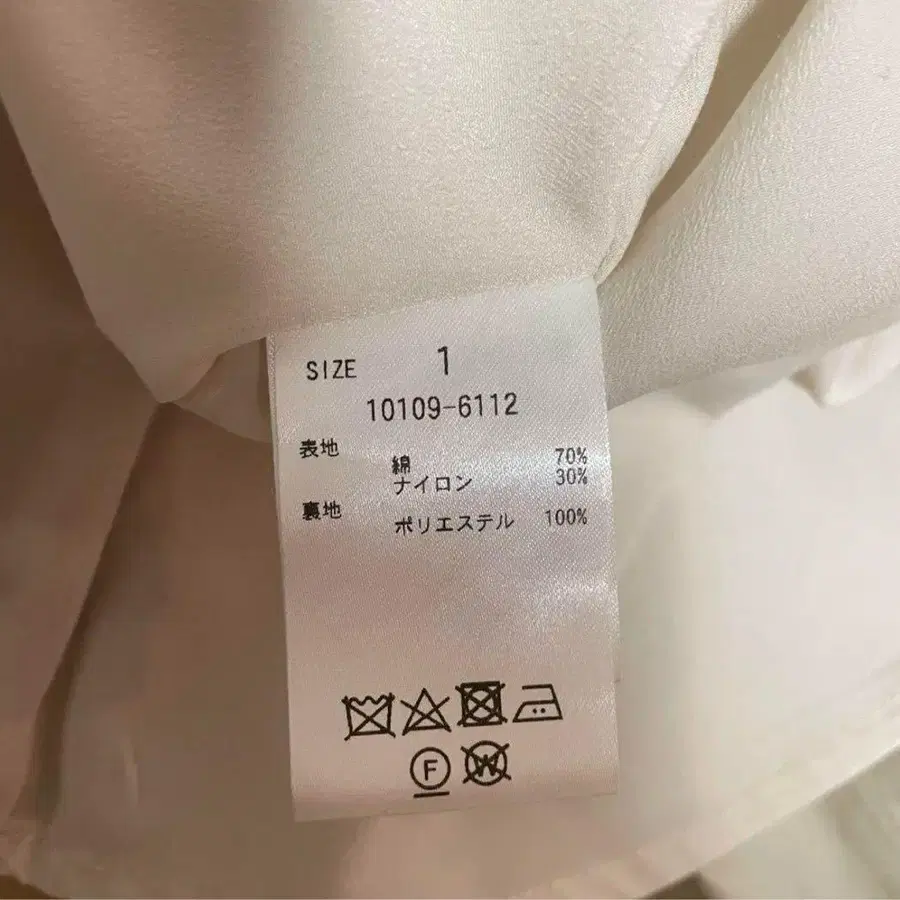 SIZE 1
10109-6112
表地
綿 70%
ナイロン 30%
裏地
ポリエステル 100%
F W